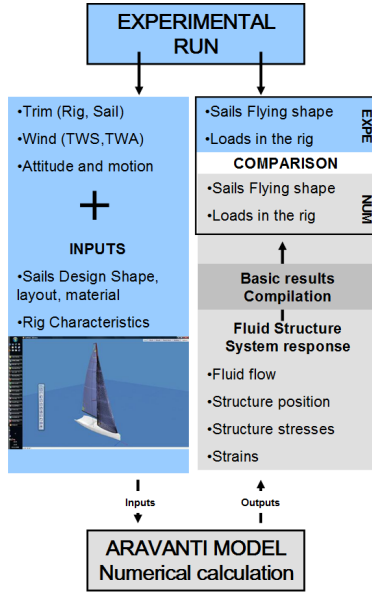 EXPERIMENTAL
RUN
•Trim (Rig, Sail)
•Wind (TWS,TWA)
•Attitude and motion
+
INPUTS
•Sails Design Shape,
layout, material
•Rig Characteristics
•Sails Flying shape
•Loads in the rig
EXPE
COMPARISON
•Sails Flying shape
•Loads in the rig
NUM
Basic results
Compilation
Fluid Structure
System response
•Fluid flow
•Structure position
•Structure stresses
•Strains
Inputs
Outputs
ARAVANTI MODEL
Numerical calculation